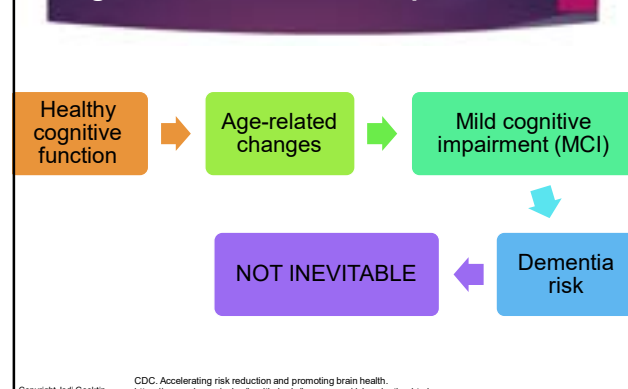 Healthy
cognitive
function
Age-related
changes
Mild cognitive
impairment (MCI)
Dementia
risk
NOT INEVITABLE
CDC. Accelerating risk reduction and promoting brain health.